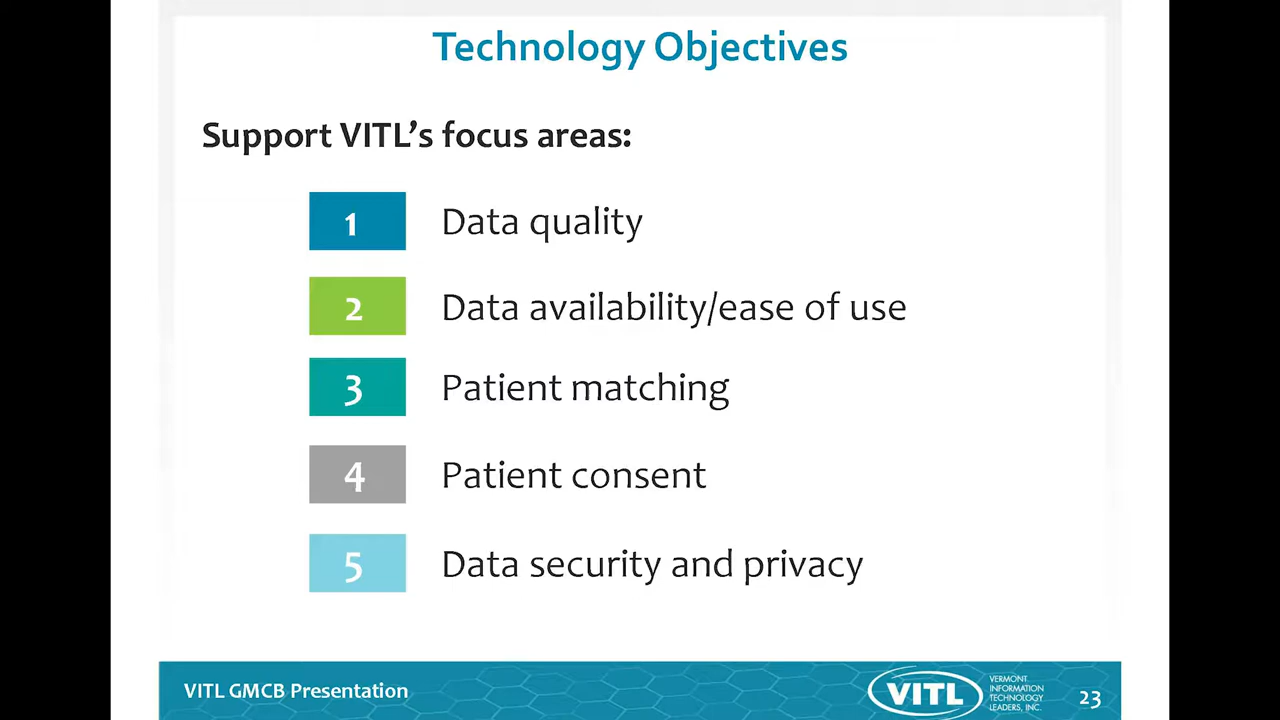 Technology Objectives
Support VITL's focus areas:
1 Data quality
2 Data availability/ease of use
3 Patient matching
4 Patient consent
5 Data security and privacy
VITL GMCB Presentation
VITL
VERMONT
INFORMATION
TECHNOLOGY
LEADERS, INC.
23